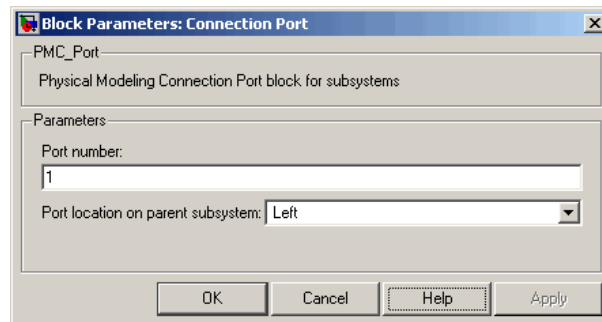 Block Parameters: Connection Port
PMC_Port
Physical Modeling Connection Port block for subsystems
Parameters
Port number:
1
Port location on parent subsystem: Left
OK Cancel Help Apply